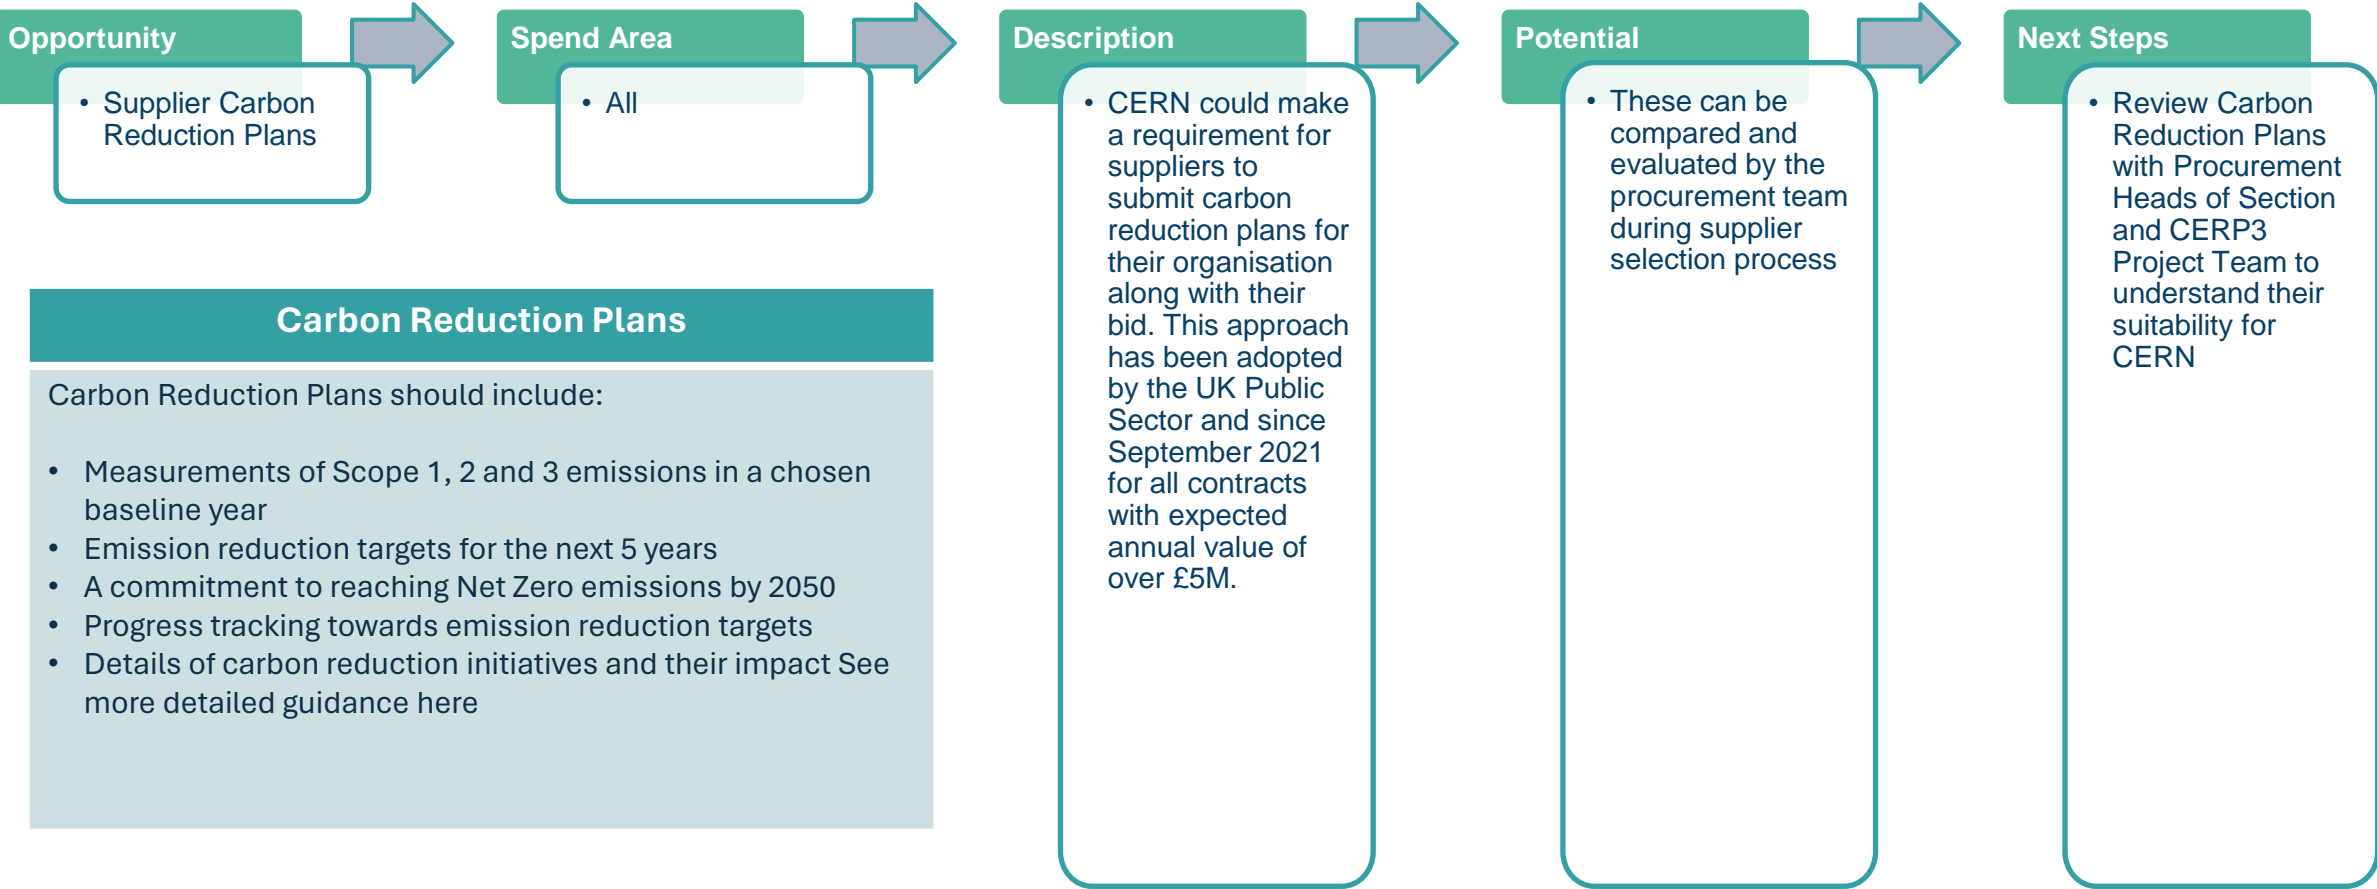 Opportunity
• Supplier Carbon
Reduction Plans
Spend Area
• All
Description
• CERN could make
a requirement for
suppliers to
submit carbon
reduction plans for
their organisation
along with their
bid. This approach
has been adopted
by the UK Public
Sector and since
September 2021
for all contracts
with expected
annual value of
over £5M.
Potential
• These can be
compared and
evaluated by the
procurement team
during supplier
selection process
Next Steps
• Review Carbon
Reduction Plans
with Procurement
Heads of Section
and CERP3
Project Team to
understand their
suitability for
CERN
Carbon Reduction Plans
Carbon Reduction Plans should include:
• Measurements of Scope 1, 2 and 3 emissions in a chosen
baseline year
• Emission reduction targets for the next 5 years
• A commitment to reaching Net Zero emissions by 2050
• Progress tracking towards emission reduction targets
• Details of carbon reduction initiatives and their impact See
more detailed guidance here